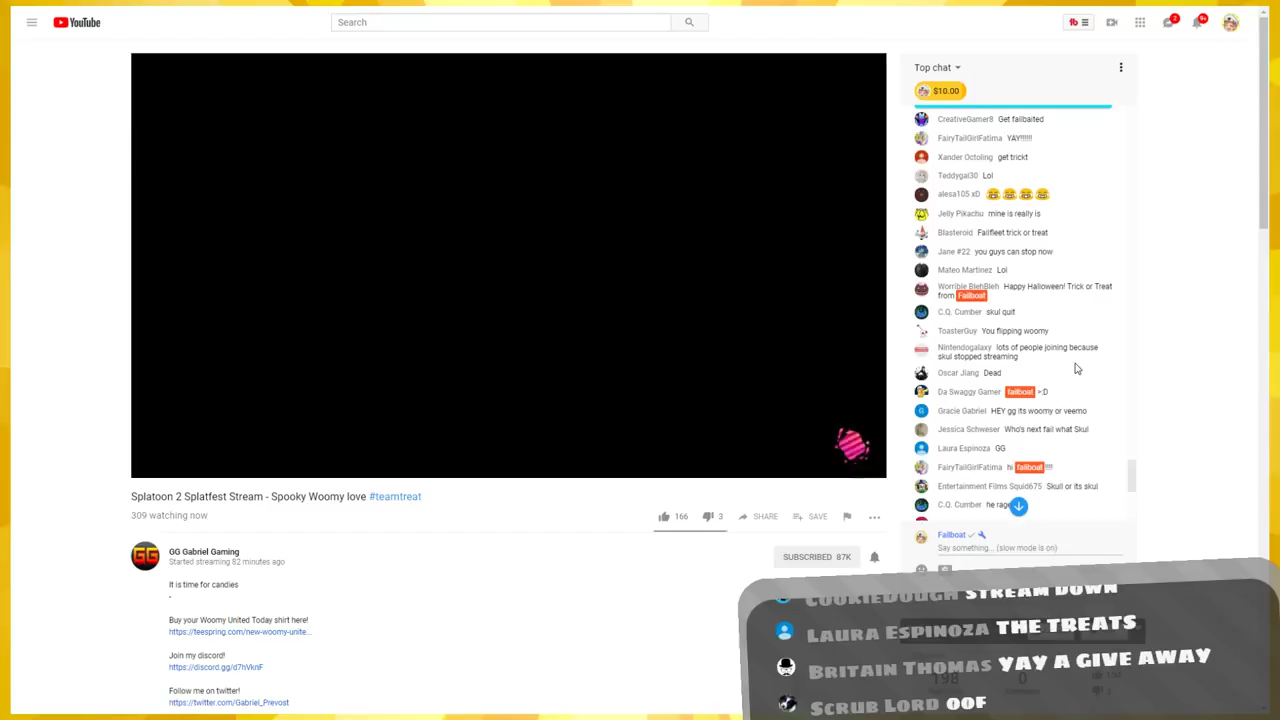 YouTube
Search
2
9+
Top chat
$10.00
CreativeGamer8 Get failbaited
FairyTailGirlFatima YAY!!!!!!
Xander Octoling get trickt
Teddygal30 Lol
alesa105 xD
Jelly Pikachu mine is really is
Blasteroid Failfleet trick or treat
Jane #22 you guys can stop now
Mateo Martinez Lol
Worrible BlehBleh Happy Halloween! Trick or Treat
from Failboat
C.Q. Cumber skul quit
ToasterGuy You flipping woomy
Nintendogalaxy lots of people joining because
skul stopped streaming
Oscar Jiang Dead
Da Swaggy Gamer failboat >:D
Gracie Gabriel HEY gg its woomy or veemo
Jessica Schweser Who's next fail what Skul
Laura Espinoza GG
FairyTailGirlFatima hi failboat !!!!
Entertainment Films Squid675 Skull or its skul
C.Q. Cumber he rage
Failboat
Say something... (slow mode is on)
Splatoon 2 Splatfest Stream - Spooky Woomy love #teamtreat
309 watching now
166 3 SHARE SAVE
GG
GG Gabriel Gaming
Started streaming 82 minutes ago
SUBSCRIBED 87K
It is time for candies
-
Buy your Woomy United Today shirt here!
https://teespring.com/new-woomy-unite...
Join my discord!
https://discord.gg/d7hVknF
Follow me on twitter!
https://twitter.com/Gabriel_Prevost
CookieDough STREAM DOWN
Laura Espinoza THE TREATS
Britain Thomas YAY A GIVE AWAY
Scrub Lord OOF
198 0